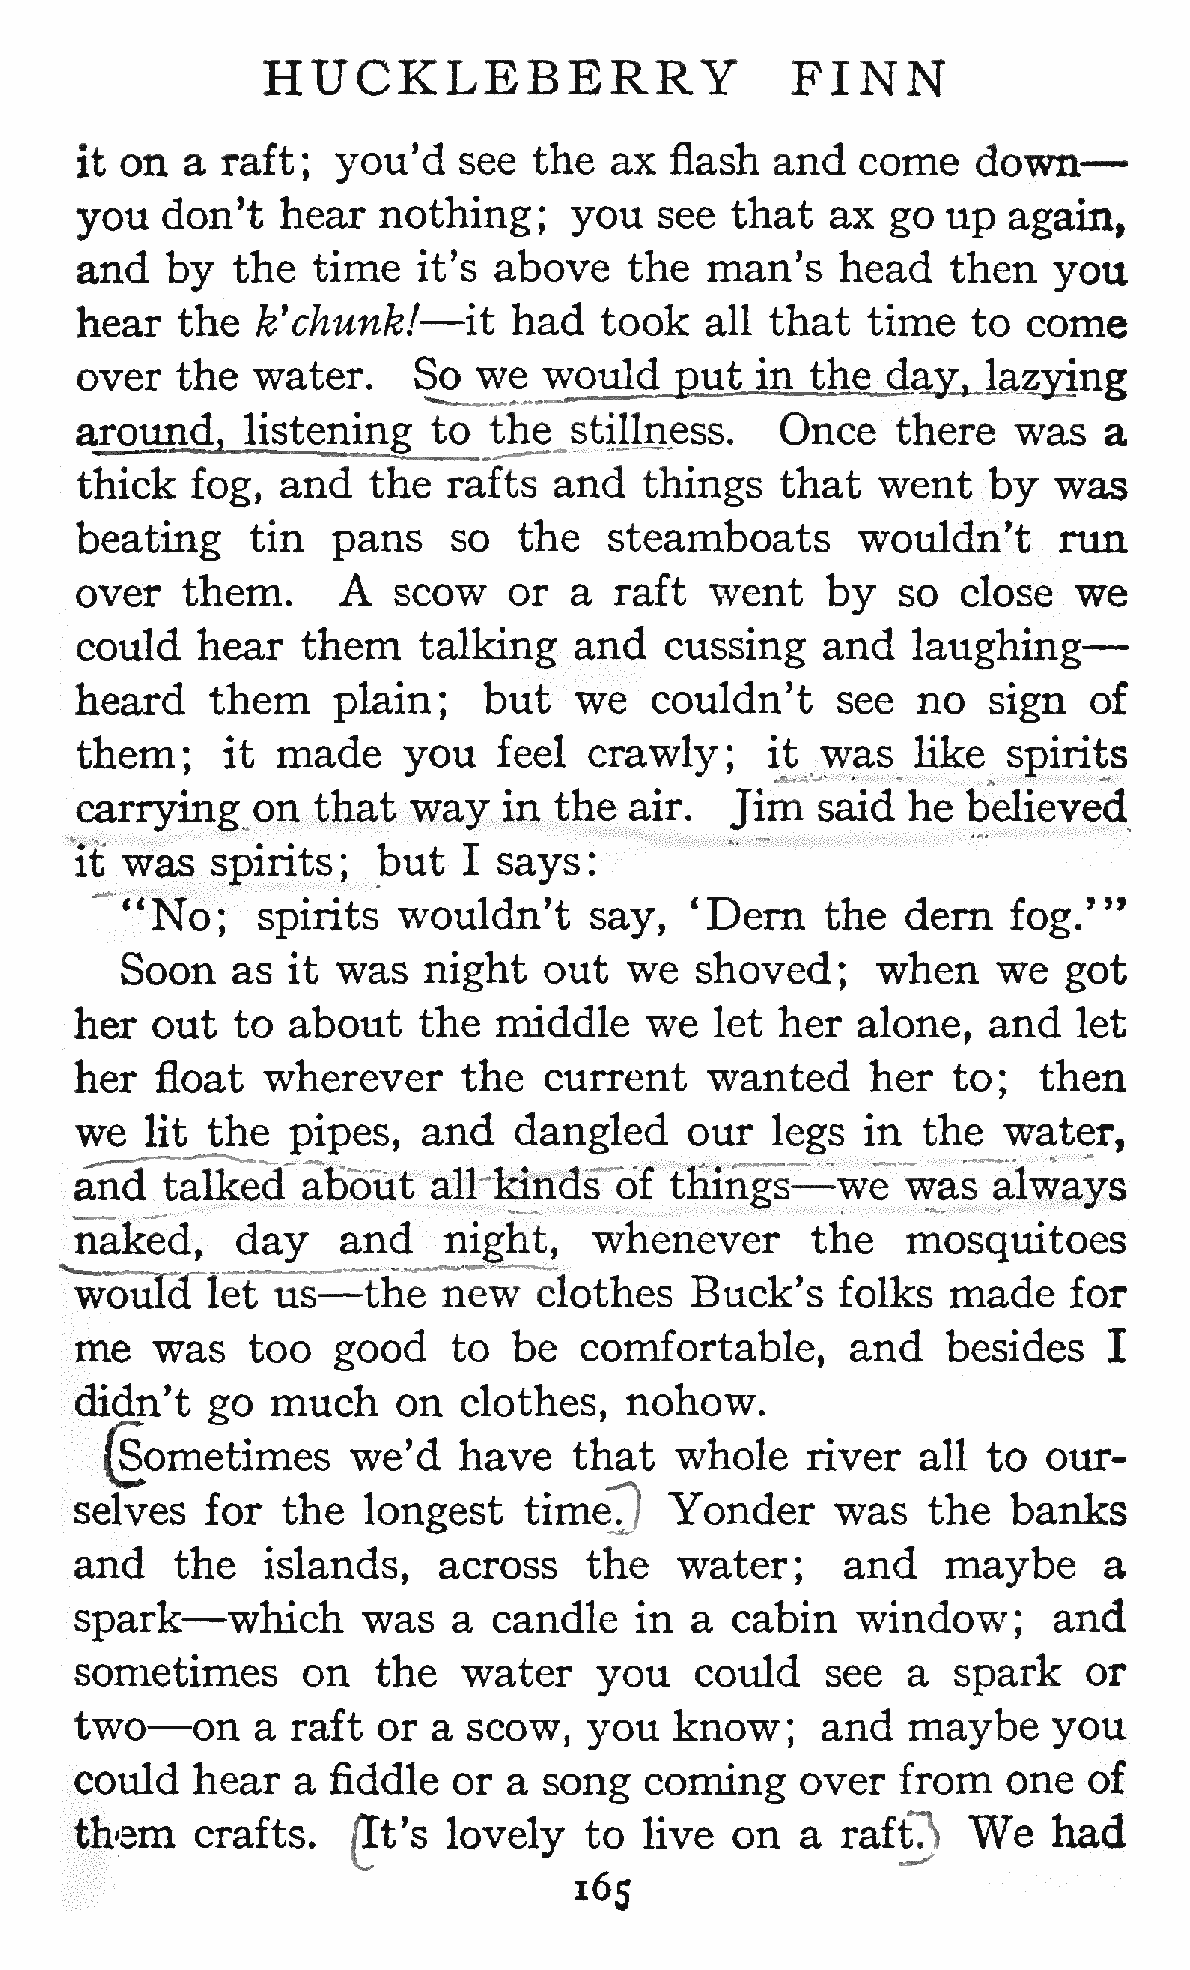 HUCKLEBERRY FINN
it on a raft; you'd see the ax flash and come down—
you don't hear nothing; you see that ax go up again,
and by the time it's above the man's head then you
hear the k'chunk!—it had took all that time to come
over the water. So we would put in the day, lazying
around, listening to the stillness. Once there was a
thick fog, and the rafts and things that went by was
beating tin pans so the steamboats wouldn't run
over them. A scow or a raft went by so close we
could hear them talking and cussing and laughing—
heard them plain; but we couldn't see no sign of
them; it made you feel crawly; it was like spirits
carrying on that way in the air. Jim said he believed
it was spirits; but I says:
"No; spirits wouldn't say, 'Dern the dern fog.'"
Soon as it was night out we shoved; when we got
her out to about the middle we let her alone, and let
her float wherever the current wanted her to; then
we lit the pipes, and dangled our legs in the water,
and talked about all kinds of things—we was always
naked, day and night, whenever the mosquitoes
would let us—the new clothes Buck's folks made for
me was too good to be comfortable, and besides I
didn't go much on clothes, nohow.
(Sometimes we'd have that whole river all to our-
selves for the longest time.) Yonder was the banks
and the islands, across the water; and maybe a
spark—which was a candle in a cabin window; and
sometimes on the water you could see a spark or
two—on a raft or a scow, you know; and maybe you
could hear a fiddle or a song coming over from one of
them crafts. (It's lovely to live on a raft.) We had
165